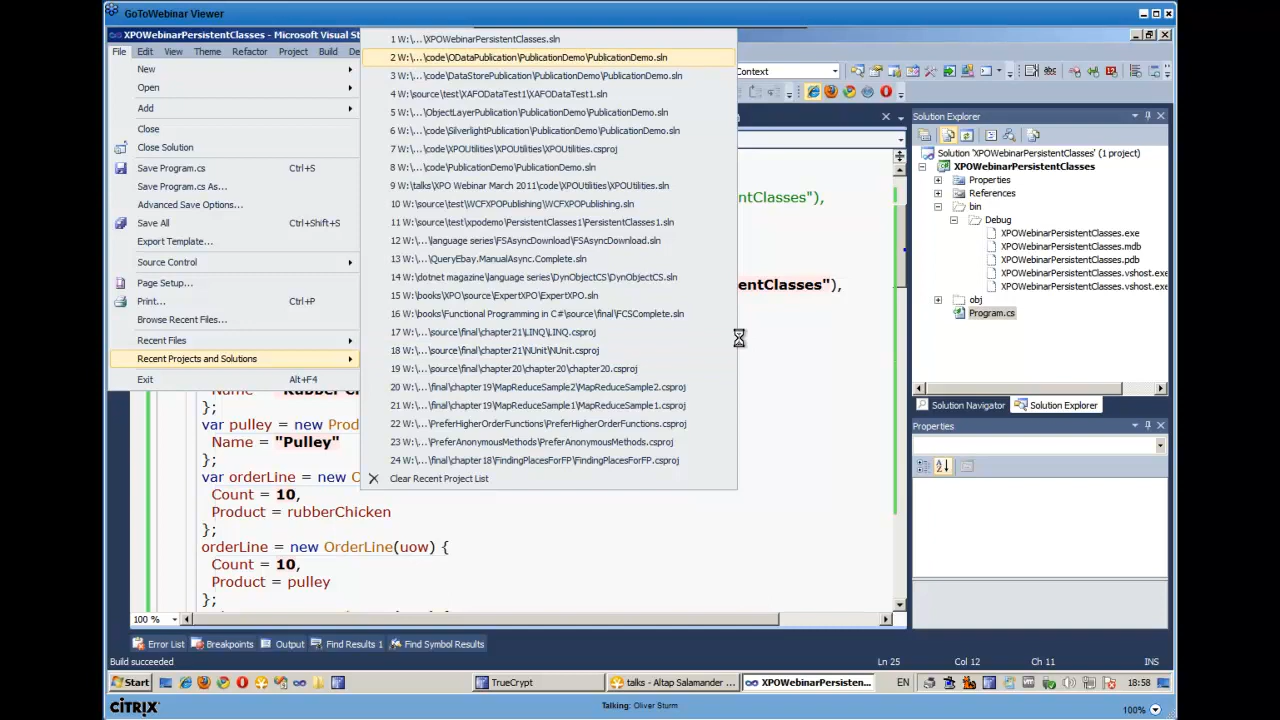 GoToWebinar Viewer
XPOWebinarPersistentClasses - Microsoft Visual St
File Edit View Theme Refactor Project Build De
New
Open
Add
Close
Close Solution
Save Program.cs Ctrl+S
Save Program.cs As...
Advanced Save Options...
Save All Ctrl+Shift+S
Export Template...
Source Control
Page Setup...
Print... Ctrl+P
Browse Recent Files...
Recent Files
Recent Projects and Solutions
Exit Alt+F4
1 W:\...\XPOWebinarPersistentClasses.sln
2 W:\...code\ODataPublication\PublicationDemo\PublicationDemo.sln
3 W:\...code\DataStorePublication\PublicationDemo\PublicationDemo.sln
4 W:\source\test\XAFODataTest1\XAFODataTest1.sln
5 W:\...\ObjectLayerPublication\PublicationDemo\PublicationDemo.sln
6 W:\...code\SilverlightPublication\PublicationDemo\PublicationDemo.sln
7 W:\...\code\XPOUtilities\XPOUtilities.csproj
8 W:\...code\PublicationDemo\PublicationDemo.sln
9 W:\talks\XPO Webinar March 2011\code\XPOUtilities\XPOUtilities.sln
10 W:\source\test\WCFXPOPublishing\WCFXPOPublishing.sln
11 W:\source\test\xpodemo\PersistentClasses1\PersistentClasses1.sln
12 W:\...\language series\FSAsyncDownload\FSAsyncDownload.sln
13 W:\...\QueryEbay.ManualAsync.Complete.sln
14 W:\dotnet magazine\language series\DynObjectCS\DynObjectCS.sln
15 W:\books\XPO\source\ExpertXPO\ExpertXPO.sln
16 W:\books\Functional Programming in C#\source\final\FCSComplete.sln
17 W:\...\source\final\chapter21\LINQ\LINQ.csproj
18 W:\...\source\final\chapter21\NUnit\NUnit.csproj
19 W:\...\source\final\chapter20\chapter20\chapter20.csproj
20 W:\...\final\chapter19\MapReduceSample2\MapReduceSample2.csproj
21 W:\...\final\chapter19\MapReduceSample1\MapReduceSample1.csproj
22 W:\...\PreferHigherOrderFunctions\PreferHigherOrderFunctions.csproj
23 W:\...\PreferAnonymousMethods\PreferAnonymousMethods.csproj
24 W:\...\final\chapter18\FindingPlacesForFP\FindingPlacesForFP.csproj
Clear Recent Project List
Context
ntClasses"),
entClasses"),
Name = "Rubber C
};
var pulley = new Prod
Name = "Pulley"
};
var orderLine = new O
Count = 10,
Product = rubberChicken
};
orderLine = new OrderLine(uow) {
Count = 10,
Product = pulley
};
100 %
Solution Explorer
Solution 'XPOWebinarPersistentClasses' (1 project)
XPOWebinarPersistentClasses
Properties
References
bin
Debug
XPOWebinarPersistentClasses.exe
XPOWebinarPersistentClasses.mdb
XPOWebinarPersistentClasses.pdb
XPOWebinarPersistentClasses.vshost.exe
XPOWebinarPersistentClasses.vshost.exe
obj
Program.cs
Solution Navigator Solution Explorer
Properties
Error List Breakpoints Output Find Results 1 Find Symbol Results
Build succeeded Ln 25 Col 12 Ch 11 INS
Start TrueCrypt talks - Altap Salamander ... XPOWebinarPersisten... EN 18:58
CITRIX Talking: Oliver Sturm 100%